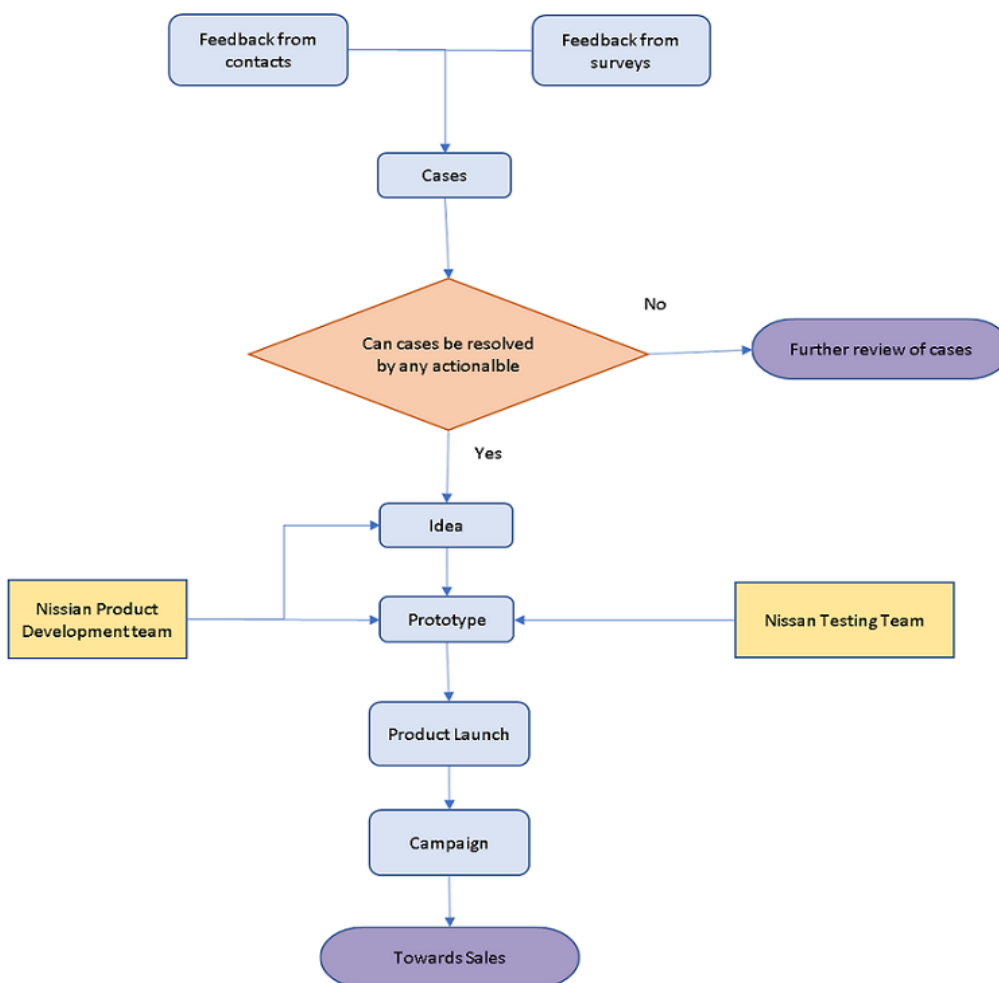 Feedback from
contacts
Feedback from
surveys
Cases
Can cases be resolved
by any actionalble
No
Further review of cases
Yes
Idea
Nissian Product
Development team
Prototype
Nissan Testing Team
Product Launch
Campaign
Towards Sales